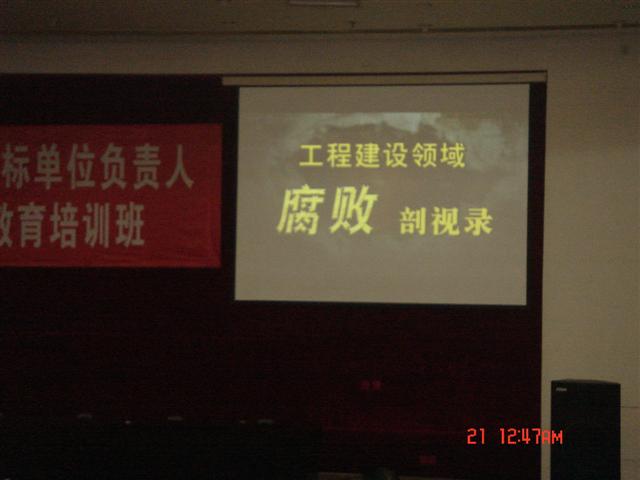 标单位负责人
教育培训班
工程建设领域
腐败 剖视录
21 12:47AM